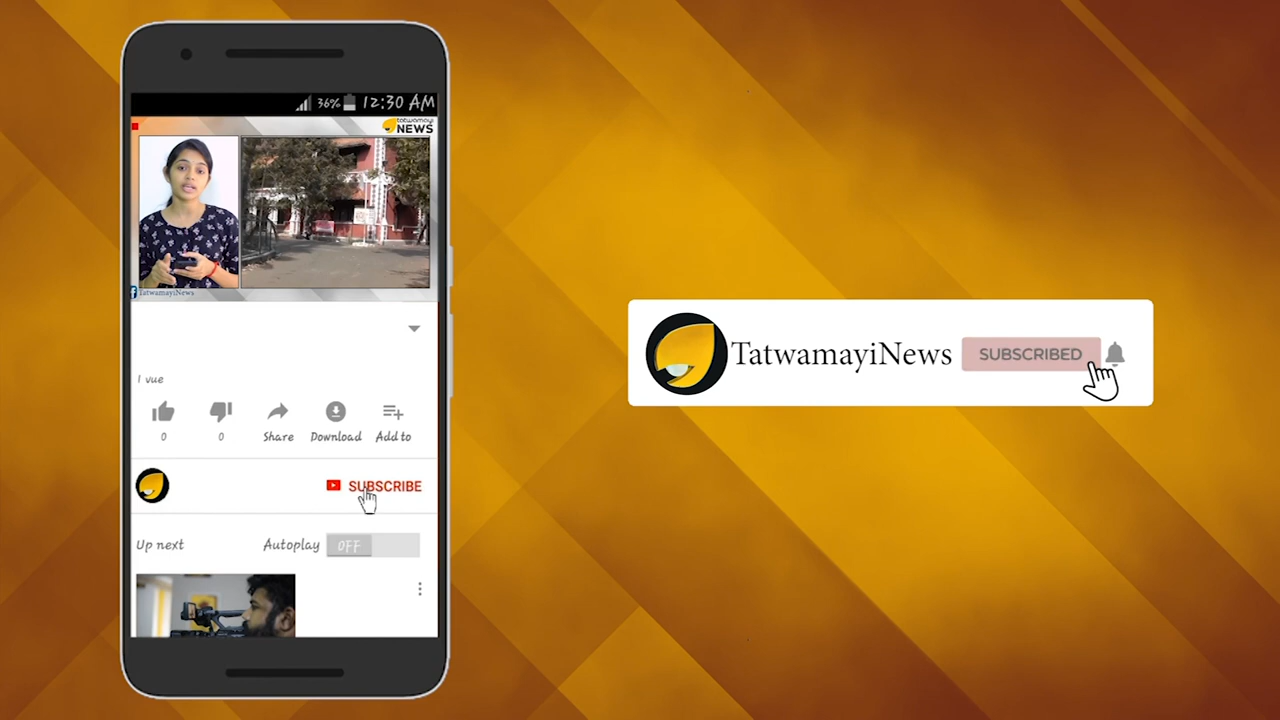 36% 12:30 AM
tatwamayi
NEWS
TatwamayiNews
1 vue
0 0 Share Download Add to
SUBSCRIBE
Up next Autoplay OFF
TatwamayiNews SUBSCRIBED